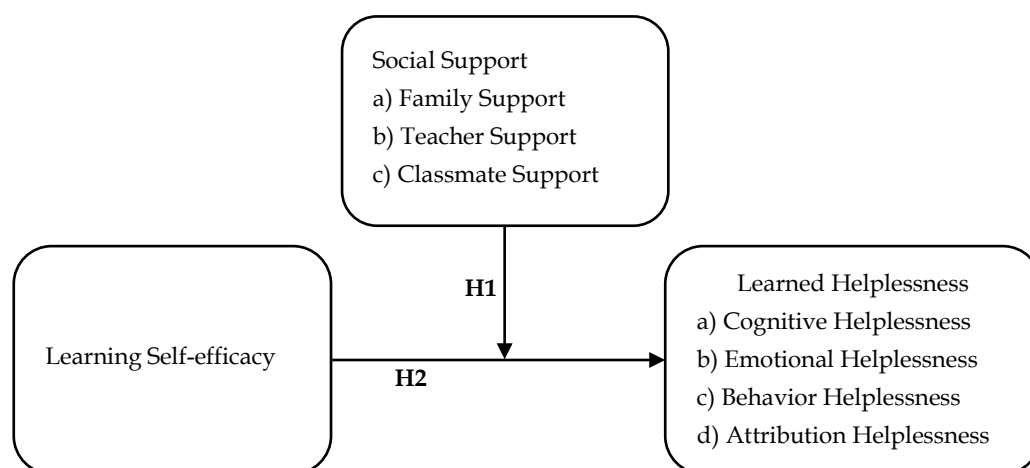 Social Support
a) Family Support
b) Teacher Support
c) Classmate Support
H1
Learning Self-efficacy
H2
Learned Helplessness
a) Cognitive Helplessness
b) Emotional Helplessness
c) Behavior Helplessness
d) Attribution Helplessness